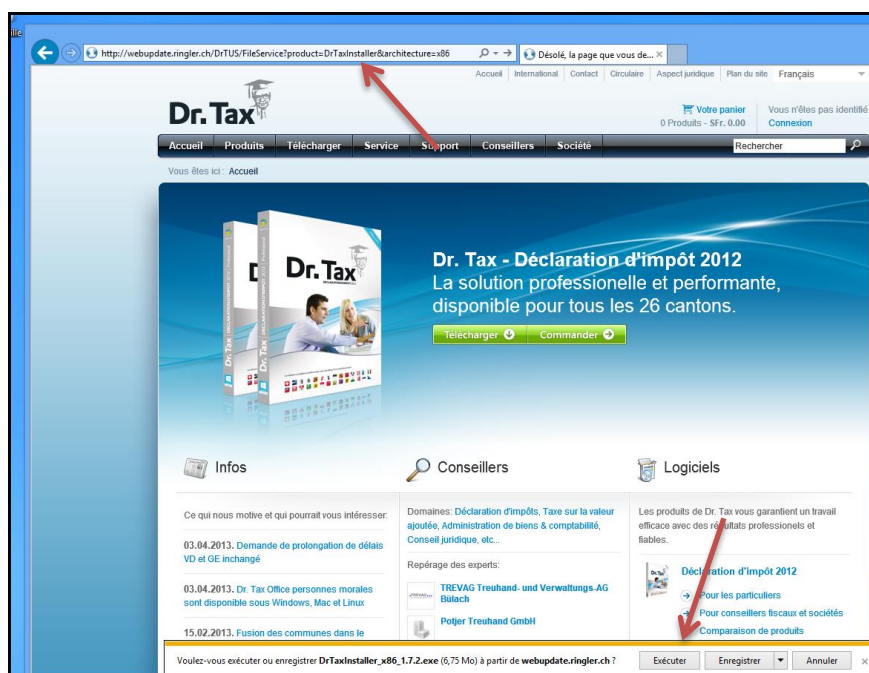 ille
http://webupdate.ringler.ch/DrTUS/FileService?product=DrTaxInstaller&architecture=x86
Désolé, la page que vous de...
Accueil International Contact Circulaire Aspect juridique Plan du site Français
Dr. Tax
Votre panier Vous n'êtes pas identifié
0 Produits - SFr. 0.00 Connexion
Accueil Produits Télécharger Service Support Conseillers Société Rechercher
Vous êtes ici : Accueil
Dr. Tax
Dr. Tax
Dr. Tax - Déclaration d'impôt 2012
La solution professionelle et performante,
disponible pour tous les 26 cantons.
Télécharger Commander
Infos
Conseillers
Logiciels
Ce qui nous motive et qui pourrait vous intéresser:
03.04.2013. Demande de prolongation de délais
VD et GE inchangé
03.04.2013. Dr. Tax Office personnes morales
sont disponible sous Windows, Mac et Linux
15.02.2013. Fusion des communes dans le
Domaines: Déclaration d'impôts, Taxe sur la valeur
ajoutée, Administration de biens & comptabilité,
Conseil juridique, etc...
Repérage des experts:
TREVAG Treuhand- und Verwaltungs-AG
Bülach
Potjer Treuhand GmbH
Les produits de Dr. Tax vous garantient un travail
efficace avec des résultats professionels et
fiables.
Déclaration d'impôt 2012
Pour les particuliers
Pour conseillers fiscaux et sociétés
Comparaison de produits
Voulez-vous exécuter ou enregistrer DrTaxInstaller_x86_1.7.2.exe (6,75 Mo) à partir de webupdate.ringler.ch ?
Exécuter Enregistrer Annuler